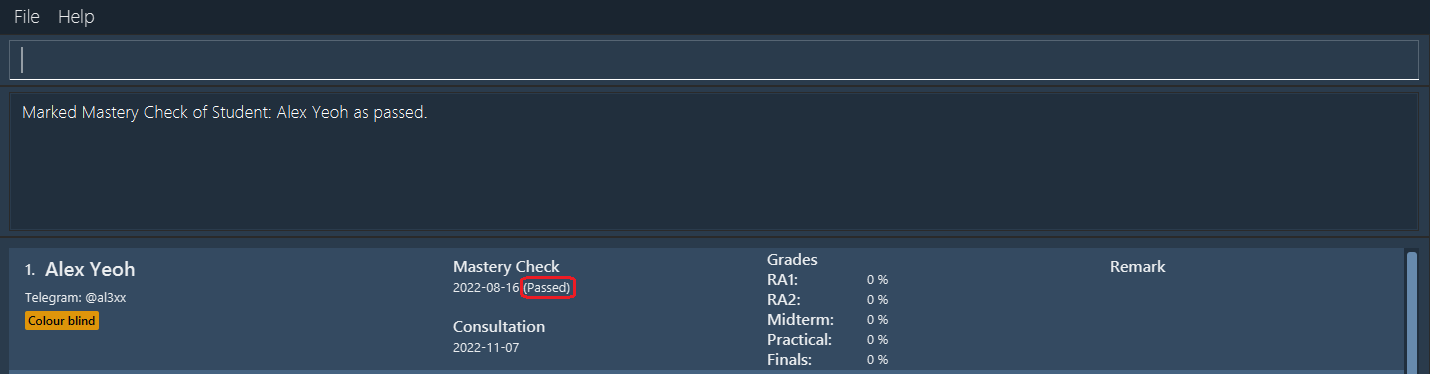 File Help
Marked Mastery Check of Student: Alex Yeoh as passed.
1. Alex Yeoh
Telegram: @al3xx
Colour blind
Mastery Check
2022-08-16 (Passed)
Consultation
2022-11-07
Grades
RA1: 0 %
RA2: 0 %
Midterm: 0 %
Practical: 0 %
Finals: 0 %
Remark